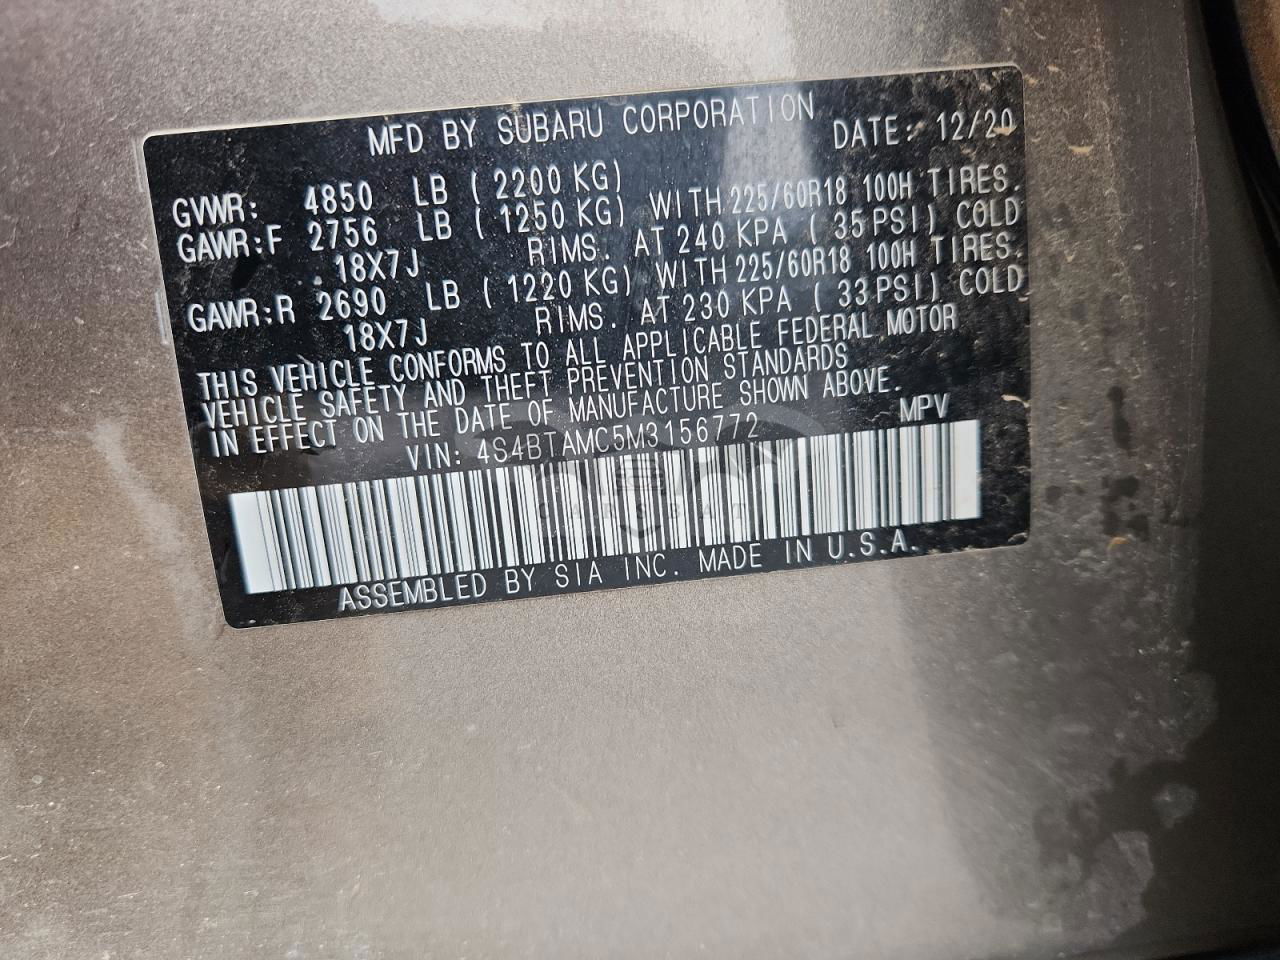 MFD BY SUBARU CORPORATION
DATE: 12/20
GVWR: 4850 LB ( 2200 KG)
GAWR:F 2756 LB ( 1250 KG) WITH 225/60R18 100H TIRES.
18X7J RIMS. AT 240 KPA ( 35 PSI) COLD
GAWR:R 2690 LB ( 1220 KG) WITH 225/60R18 100H TIRES.
18X7J RIMS. AT 230 KPA ( 33 PSI) COLD
THIS VEHICLE CONFORMS TO ALL APPLICABLE FEDERAL MOTOR
VEHICLE SAFETY AND THEFT PREVENTION STANDARDS
IN EFFECT ON THE DATE OF MANUFACTURE SHOWN ABOVE.
VIN: 4S4BTAMC5M3156772 MPV
CARSBAT
ASSEMBLED BY SIA INC. MADE IN U.S.A.